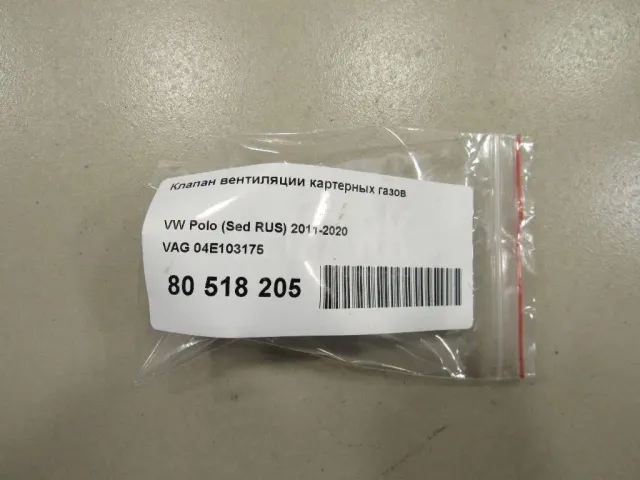 Клапан вентиляции картерных газов
VW Polo (Sed RUS) 2011-2020
VAG 04E103175
80 518 205